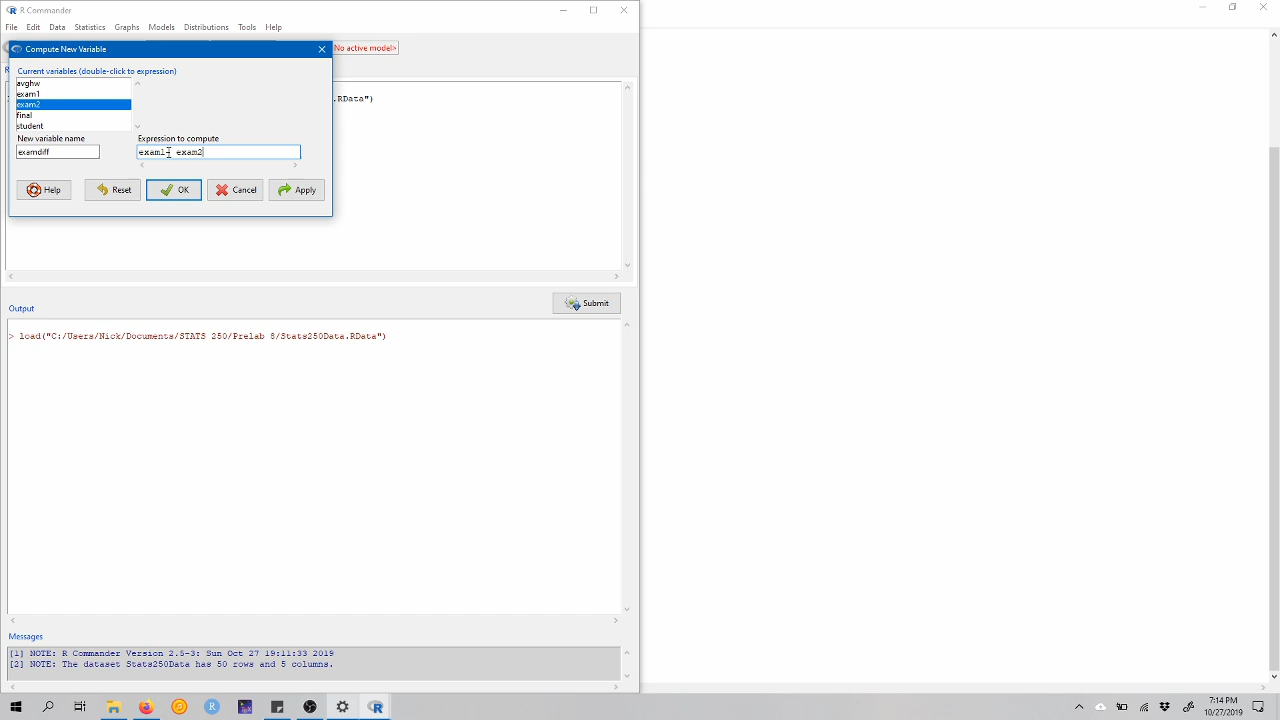 R Commander
File Edit Data Statistics Graphs Models Distributions Tools Help
Compute New Variable
No active model>
Current variables (double-click to expression)
avghw
exam1
exam2
final
student
.RData")
New variable name
Expression to compute
examdiff
exam1- exam2
Help
Reset
OK
Cancel
Apply
Output
Submit
> load("C:/Users/Nick/Documents/STATS 250/Prelab 8/Stats250Data.RData")
Messages
[1] NOTE: R Commander Version 2.5-3: Sun Oct 27 19:11:33 2019
[2] NOTE: The dataset Stats250Data has 50 rows and 5 columns.
7:14 PM
10/27/2019